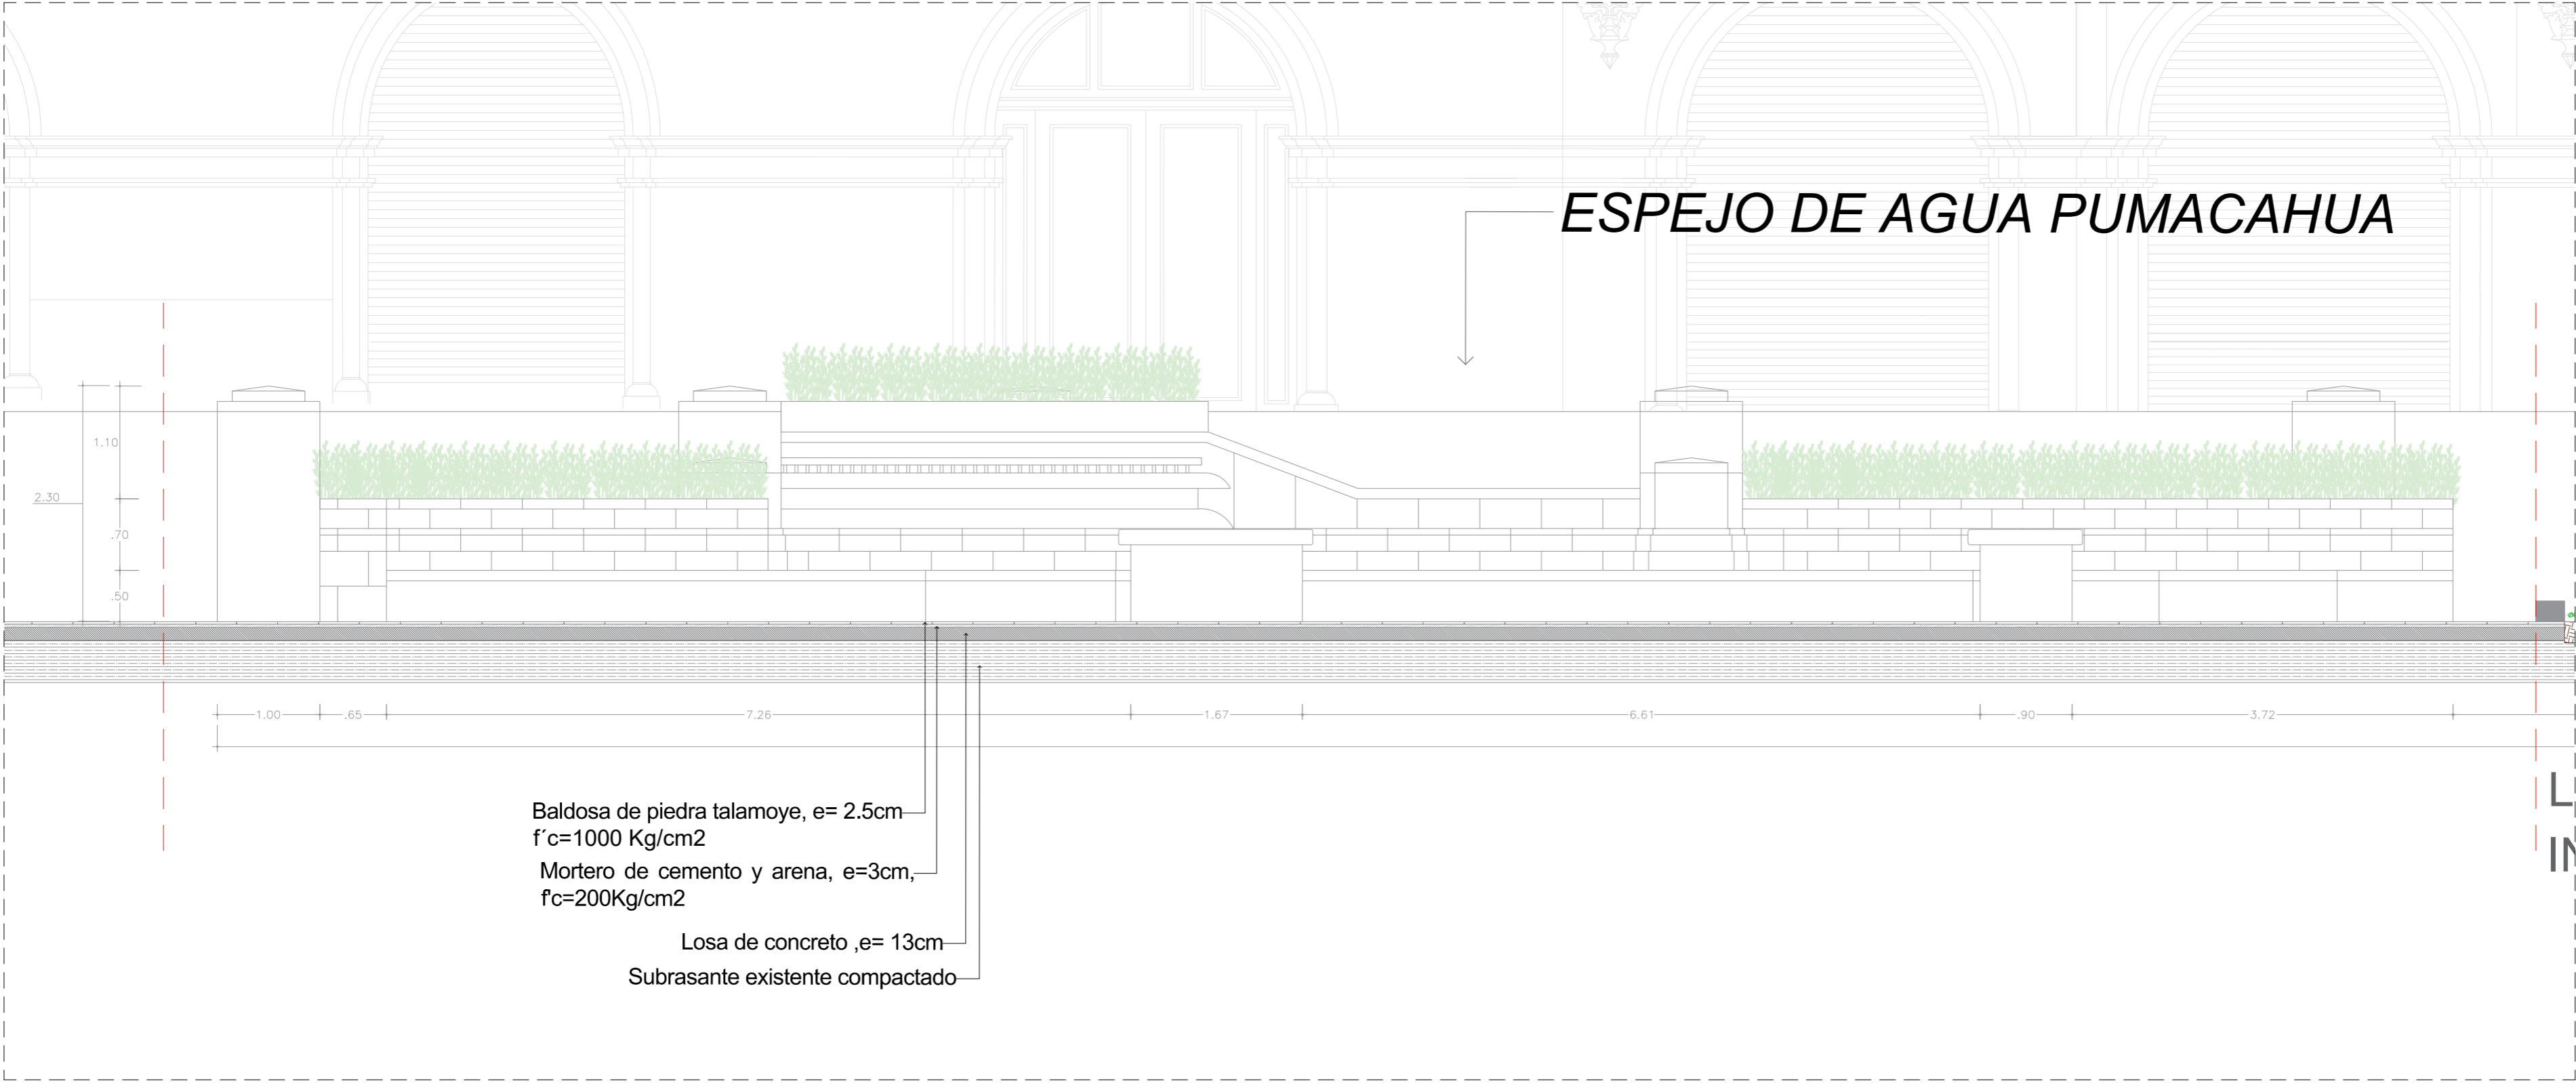 ESPEJO DE AGUA PUMACAHUA
1.10
2.30
.70
.50
1.00 .65 7.26 1.67 6.61 .90 3.72
Baldosa de piedra talamoye, e= 2.5cm
f´c=1000 Kg/cm2
Mortero de cemento y arena, e=3cm,
f'c=200Kg/cm2
Losa de concreto ,e= 13cm
Subrasante existente compactado
L
IN